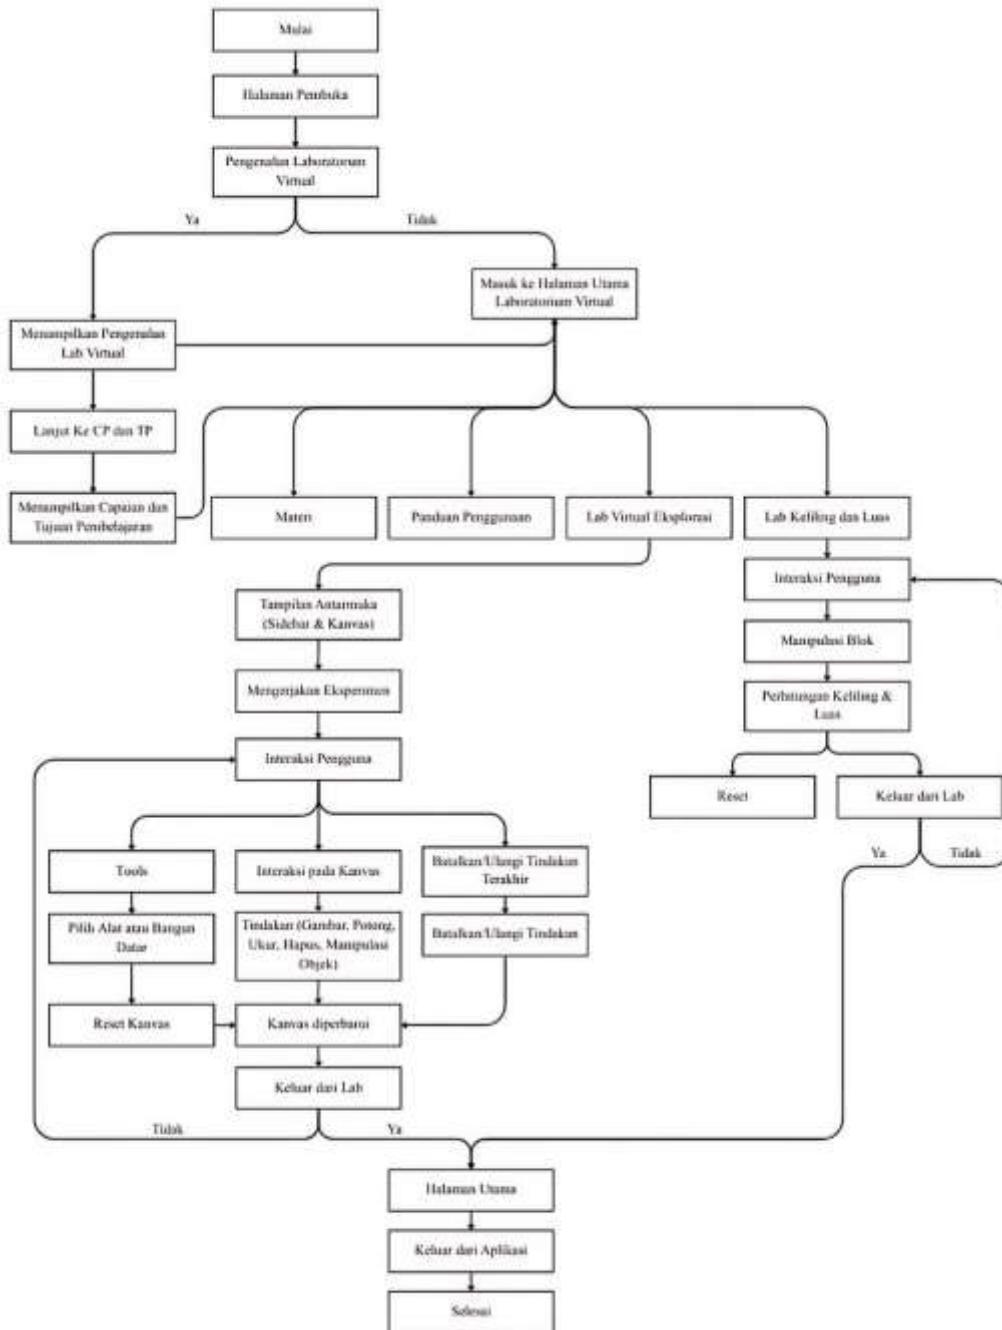 Mulai
Halaman Pembuka
Pengenalan Laboratorum
Virtual
Ya
Tidak
Masuk ke Halaman Utama
Laboratorium Virtual
Menampilkan Pengenalan
Lab Virtual
Lanjut Ke CP dan TP
Menampilkan Capaian dan
Tujuan Pembelajaran
Materi
Panduan Penggunaan
Lab Virtual Eksplorasi
Lab Keliling dan Luas
Tampilan Antarmuka
(Sidebar & Kanvas)
Mengerjakan Eksperimen
Interaksi Pengguna
Interaksi Pengguna
Manipulasi Blok
Perhitungan Keliling &
Luas
Reset
Keluar dari Lab
Ya
Tidak
Tools
Interaksi pada Kanvas
Batalkan/Ulangi Tindakan
Terakhir
Pilih Alat atau Bangun
Datar
Tindakan (Gambar, Potong,
Ukur, Hapus, Manipulasi
Objek)
Batalkan/Ulangi Tindakan
Reset Kanvas
Kanvas diperbarui
Keluar dari Lab
Tidak
Ya
Halaman Utama
Keluar dari Aplikasi
Selesai